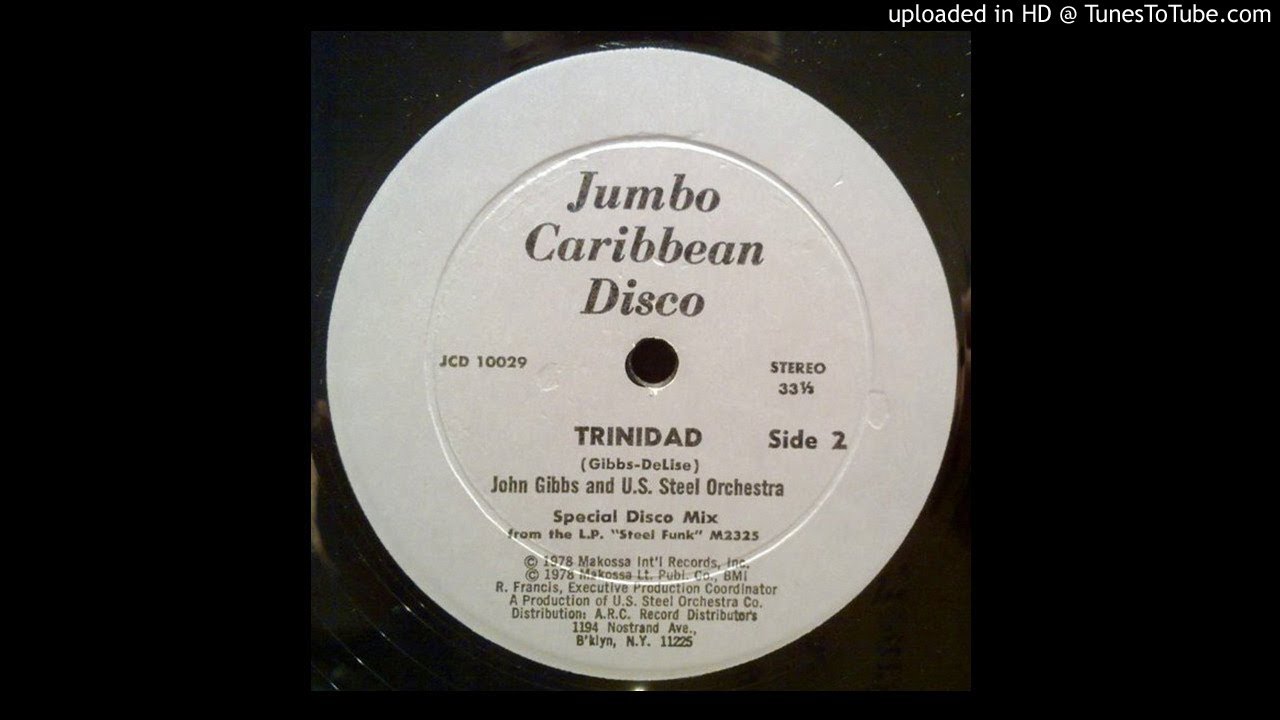 uploaded in HD @ TunesToTube.com
Jumbo
Caribbean
Disco
JCD 10029
STEREO
33⅓
TRINIDAD
Side 2
(Gibbs-DeLise)
John Gibbs and U.S. Steel Orchestra
Special Disco Mix
from the L.P. "Steel Funk" M2325
© 1978 Makossa Int'l Records, Inc.
© 1978 Makossa Lt. Publ. Co., BMI
R. Francis, Executive Production Coordinator
A Production of U.S. Steel Orchestra Co.
Distribution: A.R.C. Record Distributors
1194 Nostrand Ave.,
B'klyn, N.Y. 11225